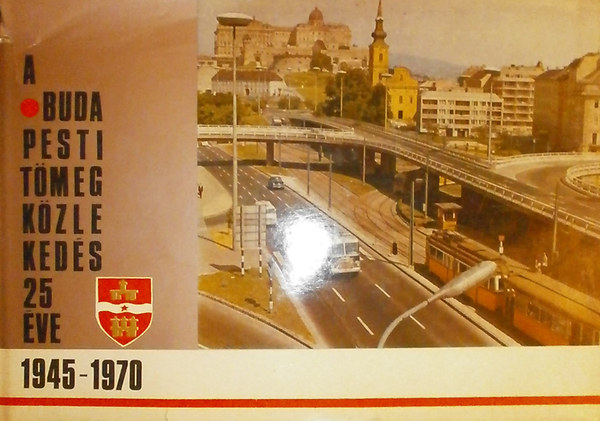 A
BUDA
PESTI
TÖMEG
KÖZLE
KEDÉS
25
ÉVE
1945-1970